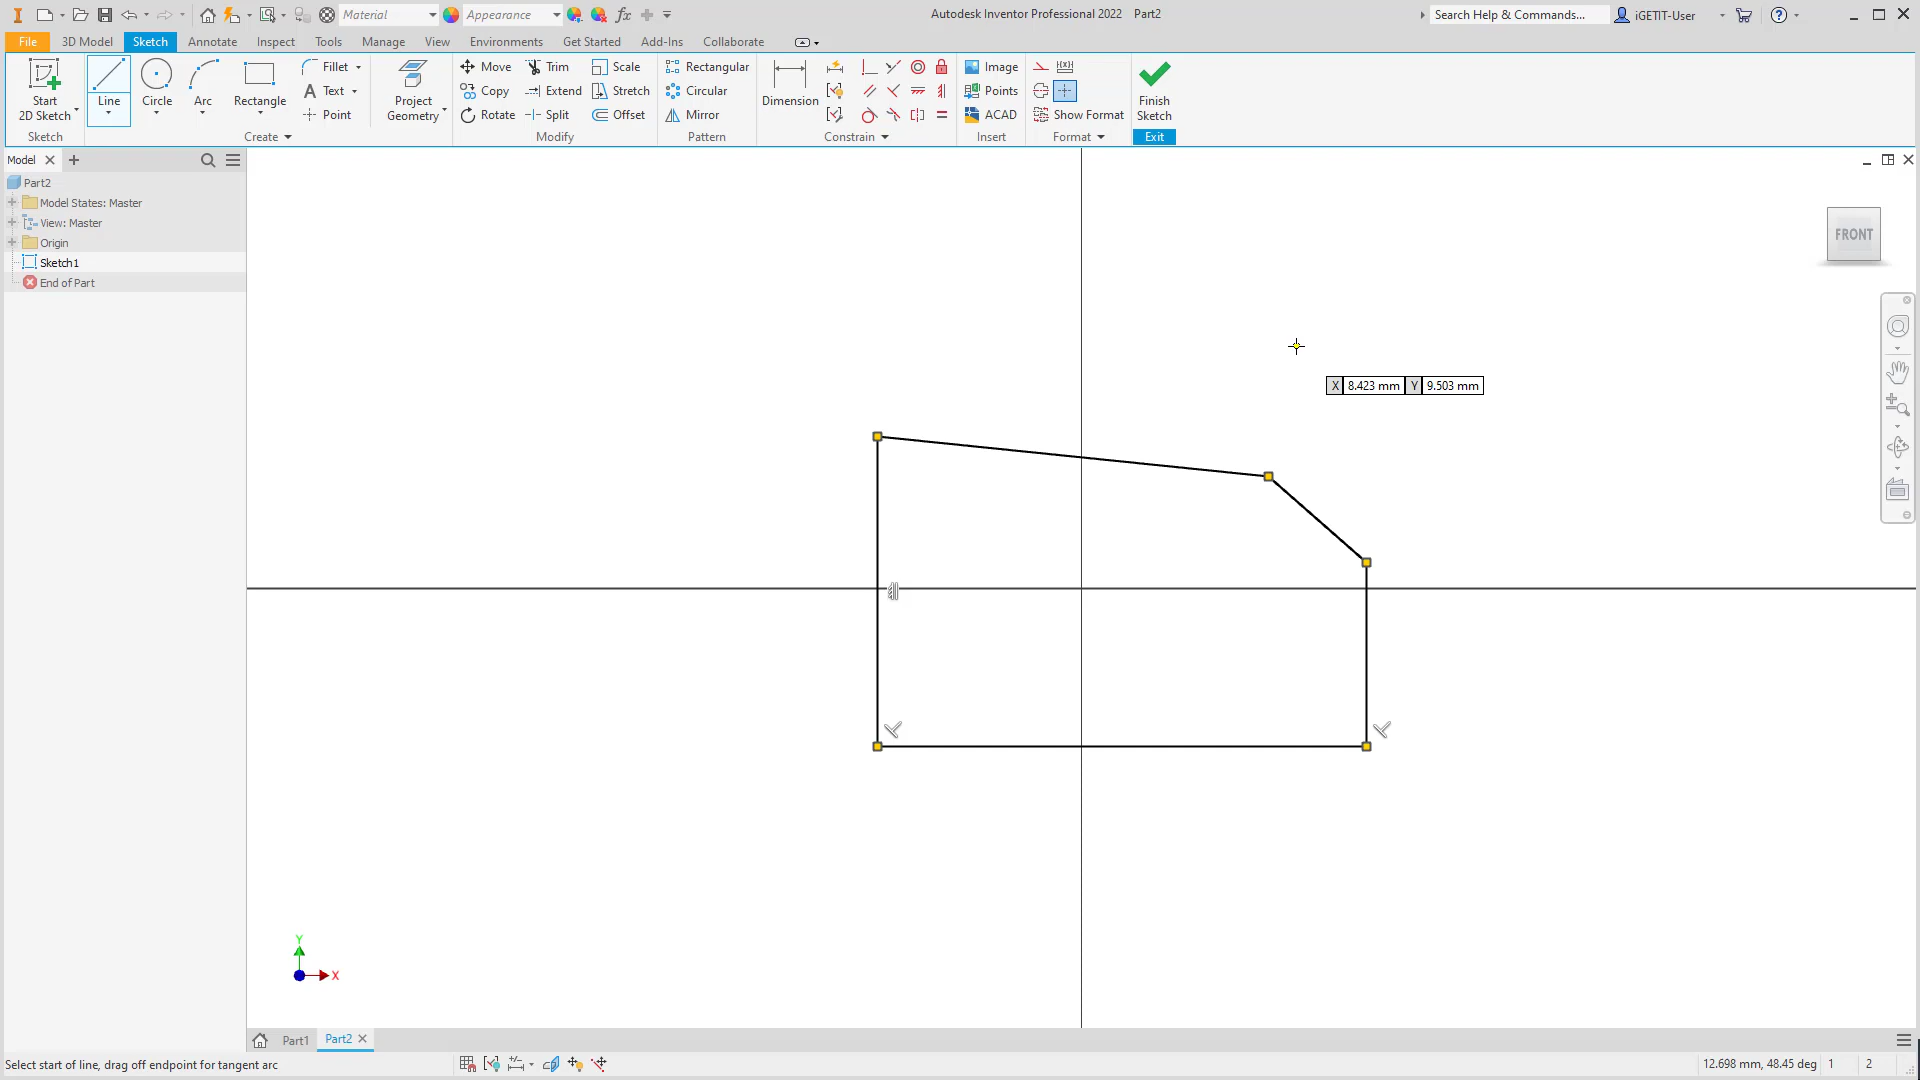 Material
Appearance
Autodesk Inventor Professional 2022 Part2
Search Help & Commands...
iGETIT-User
File 3D Model Sketch Annotate Inspect Tools Manage View Environments Get Started Add-Ins Collaborate
Start
2D Sketch
Line
Circle
Arc
Rectangle
Fillet
Text
Point
Project
Geometry
Move
Copy
Rotate
Trim
Extend
Split
Scale
Stretch
Offset
Rectangular
Circular
Mirror
Dimension
Image
Points
ACAD
Show Format
Finish
Sketch
Sketch Create Modify Pattern Constrain Insert Format Exit
Model
Part2
Model States: Master
View: Master
Origin
Sketch1
End of Part
FRONT
X 8.423 mm Y 9.503 mm
Y
X
Part1 Part2
Select start of line, drag off endpoint for tangent arc
12.698 mm, 48.45 deg 1 2